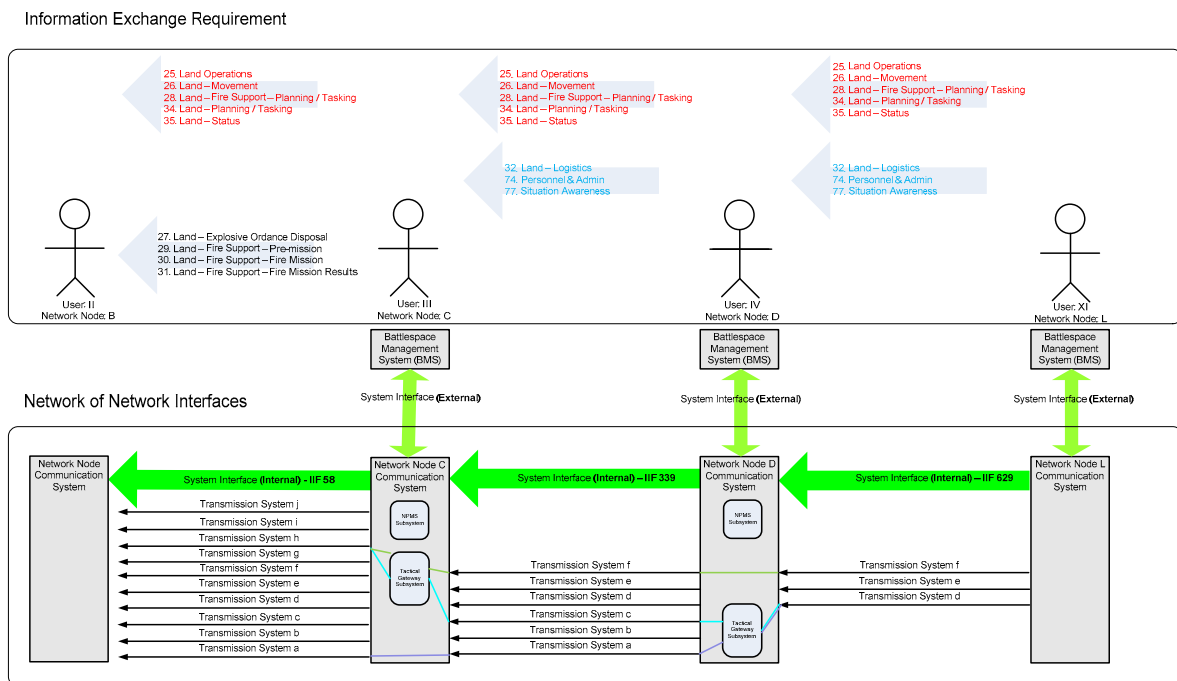 Information Exchange Requirement
25. Land Operations
26. Land – Movement
28. Land – Fire Support – Planning / Tasking
34. Land – Planning / Tasking
35. Land – Status
25. Land Operations
26. Land – Movement
28. Land – Fire Support – Planning / Tasking
34. Land – Planning / Tasking
35. Land – Status
25. Land Operations
26. Land – Movement
28. Land – Fire Support – Planning / Tasking
34. Land – Planning / Tasking
35. Land – Status
32. Land – Logistics
74. Personnel & Admin
77. Situation Awareness
32. Land – Logistics
74. Personnel & Admin
77. Situation Awareness
27. Land – Explosive Ordance Disposal
29. Land – Fire Support – Pre-mission
30. Land – Fire Support – Fire Mission
31. Land – Fire Support – Fire Mission Results
User: II
Network Node: B
User: III
Network Node: C
User: IV
Network Node: D
User: XI
Network Node: L
Battlespace
Management
System (BMS)
Battlespace
Management
System (BMS)
Battlespace
Management
System (BMS)
System Interface (External)
System Interface (External)
System Interface (External)
Network of Network Interfaces
Network Node
Communication
System
System Interface (Internal) - IIF 58
Network Node C
Communication
System
System Interface (Internal) – IIF 339
Network Node D
Communication
System
System Interface (Internal) – IIF 629
Network Node L
Communication
System
Transmission System j
Transmission System i
Transmission System h
Transmission System g
Transmission System f
Transmission System e
Transmission System d
Transmission System c
Transmission System b
Transmission System a
NPMS
Subsystem
Tactical
Gateway
Subsystem
Transmission System f
Transmission System e
Transmission System d
Transmission System c
Transmission System b
Transmission System a
NPMS
Subsystem
Tactical
Gateway
Subsystem
Transmission System f
Transmission System e
Transmission System d